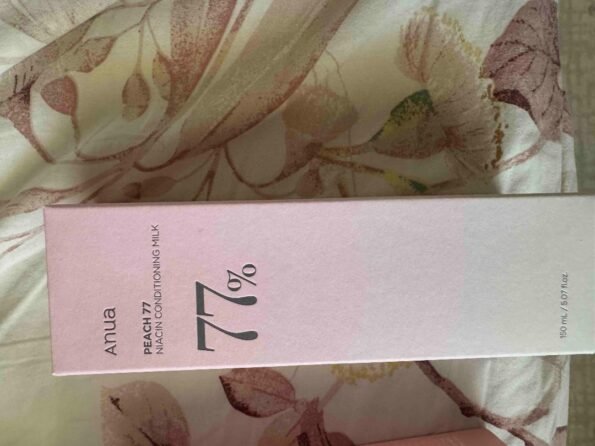 Anua
PEACH 77
NIACIN CONDITIONING MILK
77%
150 mL / 5.07 fl.oz.